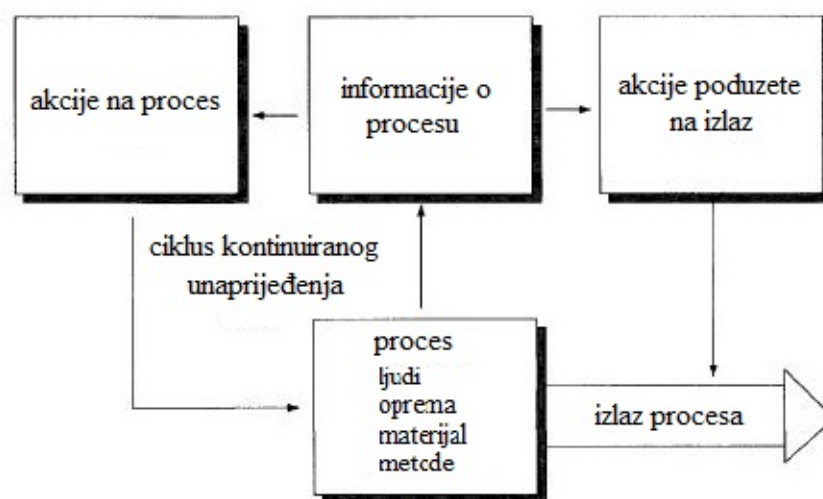 akcije na proces
informacije o
procesu
akcije poduzete
na izlaz
ciklus kontinuiranog
unaprijeđenja
proces
ljudi
oprema
materijal
metode
izlaz procesa